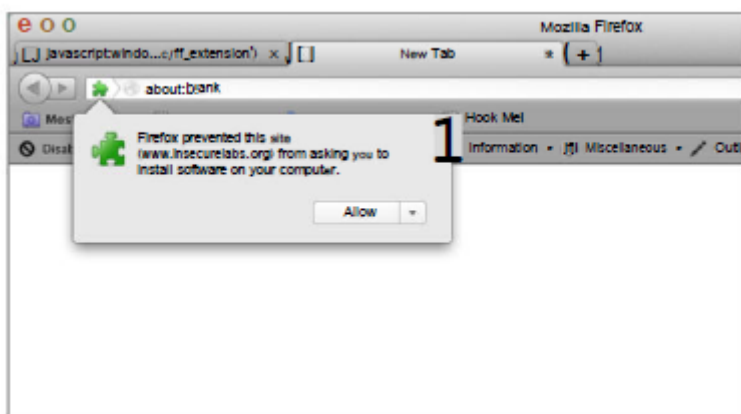 Mozilla Firefox
javascript:windo...e/ff_extension')
New Tab
about:blank
Hook Me!
Firefox prevented this site
(www.insecurelabs.org) from asking you to
install software on your computer.
Allow
1
Information
Miscellaneous